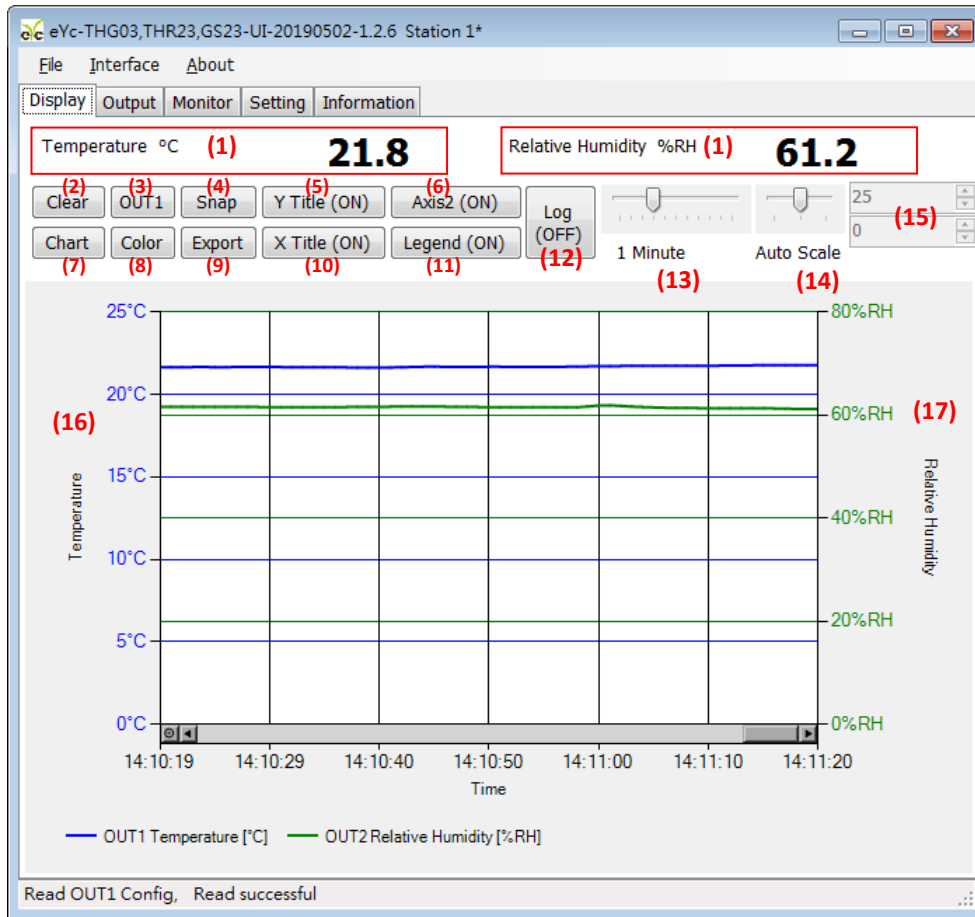 eYc eYc-THG03,THR23,GS23-UI-20190502-1.2.6 Station 1*
File Interface About
Display Output Monitor Setting Information
Temperature °C (1) 21.8 Relative Humidity %RH (1) 61.2
(2) (3) (4) (5) (6)
Clear OUT1 Snap Y Title (ON) Axis2 (ON) Log (OFF) 25
(15)
Chart Color Export X Title (ON) Legend (ON) (12) 1 Minute Auto Scale 0
(7) (8) (9) (10) (11) (13) (14)
25°C 80%RH
20°C
(16) 60%RH (17)
15°C
Temperature Relative Humidity
40%RH
10°C
20%RH
5°C
0°C 0%RH
14:10:19 14:10:29 14:10:40 14:10:50 14:11:00 14:11:10 14:11:20
Time
OUT1 Temperature [°C] OUT2 Relative Humidity [%RH]
Read OUT1 Config, Read successful